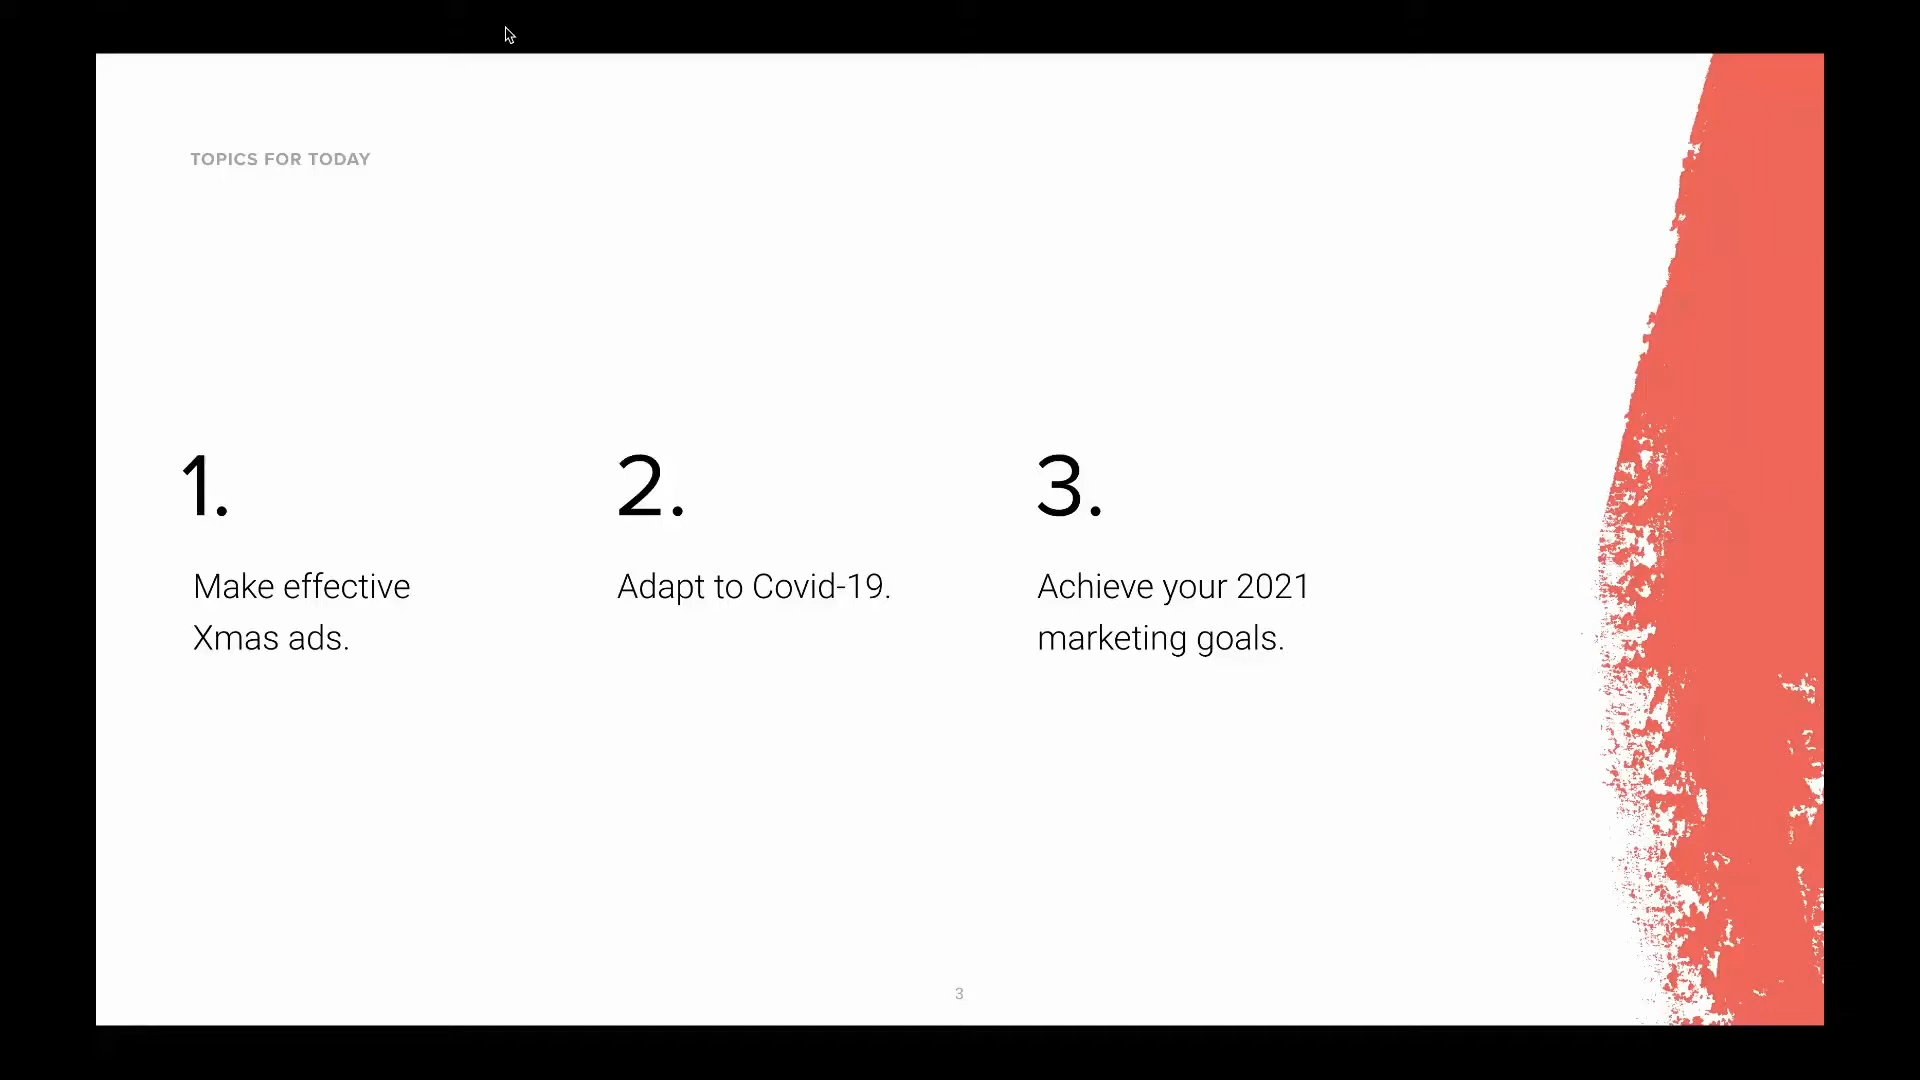 TOPICS FOR TODAY
1.
Make effective
Xmas ads.
2.
Adapt to Covid-19.
3.
Achieve your 2021
marketing goals.
3